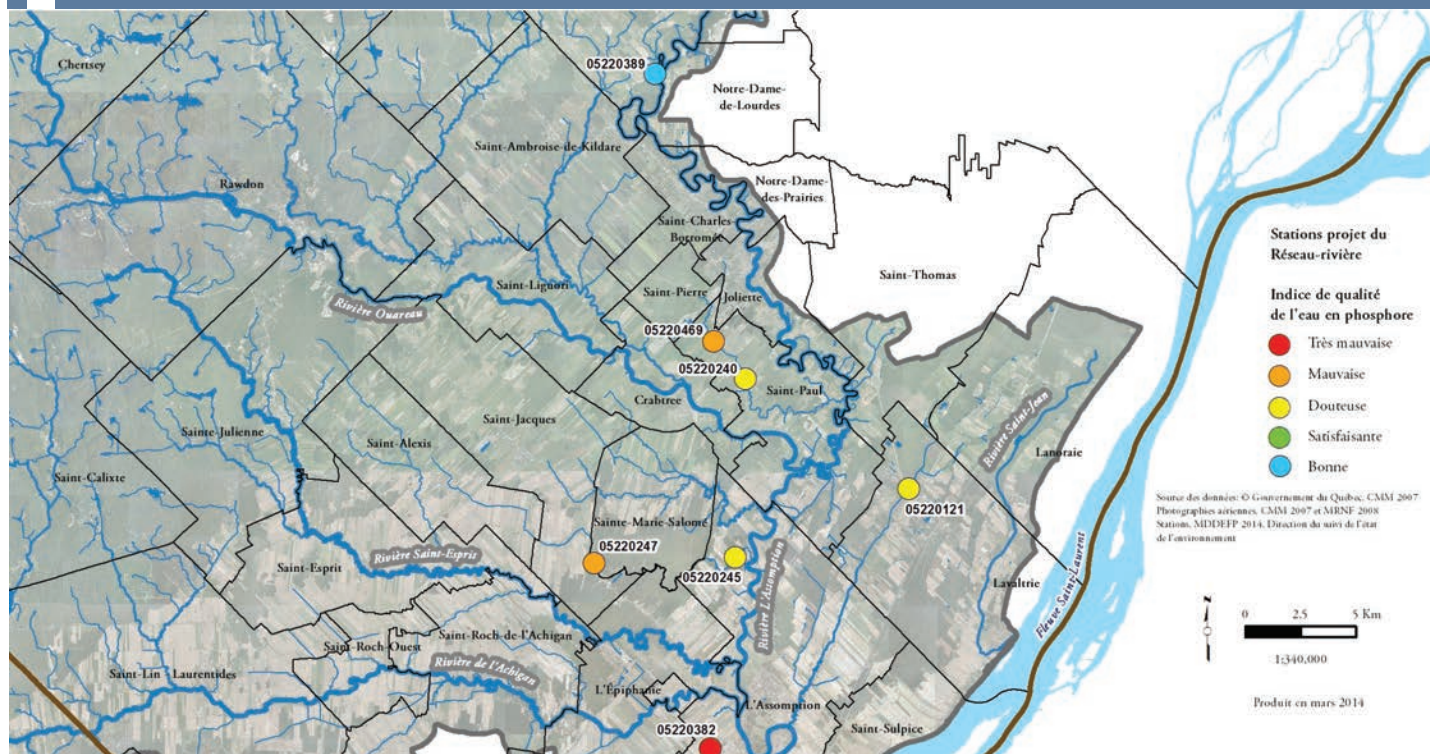 Chertsey
05220389
Notre-Dame-
de-Lourdes
Saint-Ambroise-de-Kildare
Rawdon
Notre-Dame-
des-Prairies
Saint-Charles-
Borromée
Saint-Thomas
Rivière Ouareau
Saint-Liguori
Saint-Pierre
Joliette
05220469
05220240
Saint-Paul
Crabtree
Saint-Jacques
Sainte-Julienne
Saint-Alexis
Saint-Calixte
Rivière Saint-Jean
Lanoraie
05220121
Sainte-Marie-Salomé
05220247
05220245
Rivière L'Assomption
Lavaltrie
Fleuve Saint-Laurent
Saint-Esprit
Rivière Saint-Esprit
Saint-Roch-de-l'Achigan
Saint-Roch-Ouest
Rivière de l'Achigan
Saint-Lin - Laurentides
L'Épiphanie
L'Assomption
05220382
Saint-Sulpice
Stations projet du
Réseau-rivière
Indice de qualité
de l'eau en phosphore
Très mauvaise
Mauvaise
Douteuse
Satisfaisante
Bonne
Source des données: © Gouvernement du Québec, CMM 2007
Photographies aériennes, CMM 2007 et MRNF 2008
Stations, MDDEFP 2014, Direction du suivi de l'état
de l'environnement
N
0 2.5 5 Km
1:340,000
Produit en mars 2014